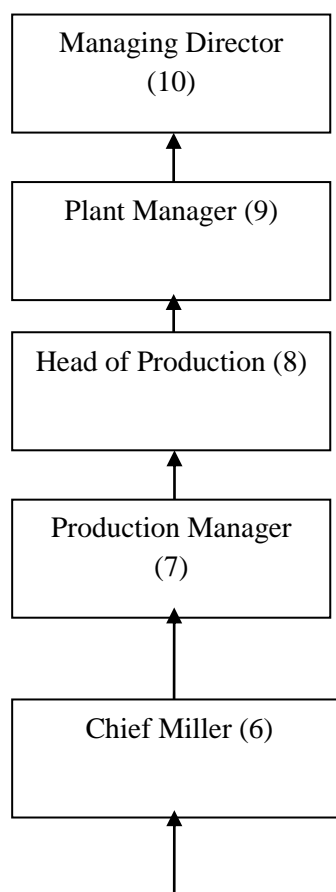 Managing Director
(10)
Plant Manager (9)
Head of Production (8)
Production Manager
(7)
Chief Miller (6)